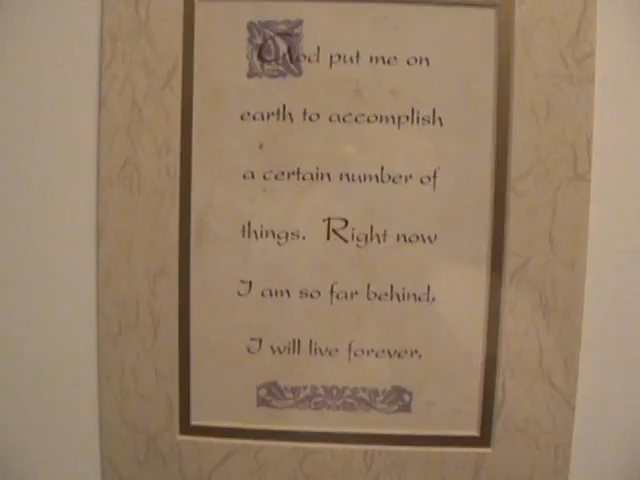 God put me on
earth to accomplish
a certain number of
things. Right now
I am so far behind,
I will live forever.